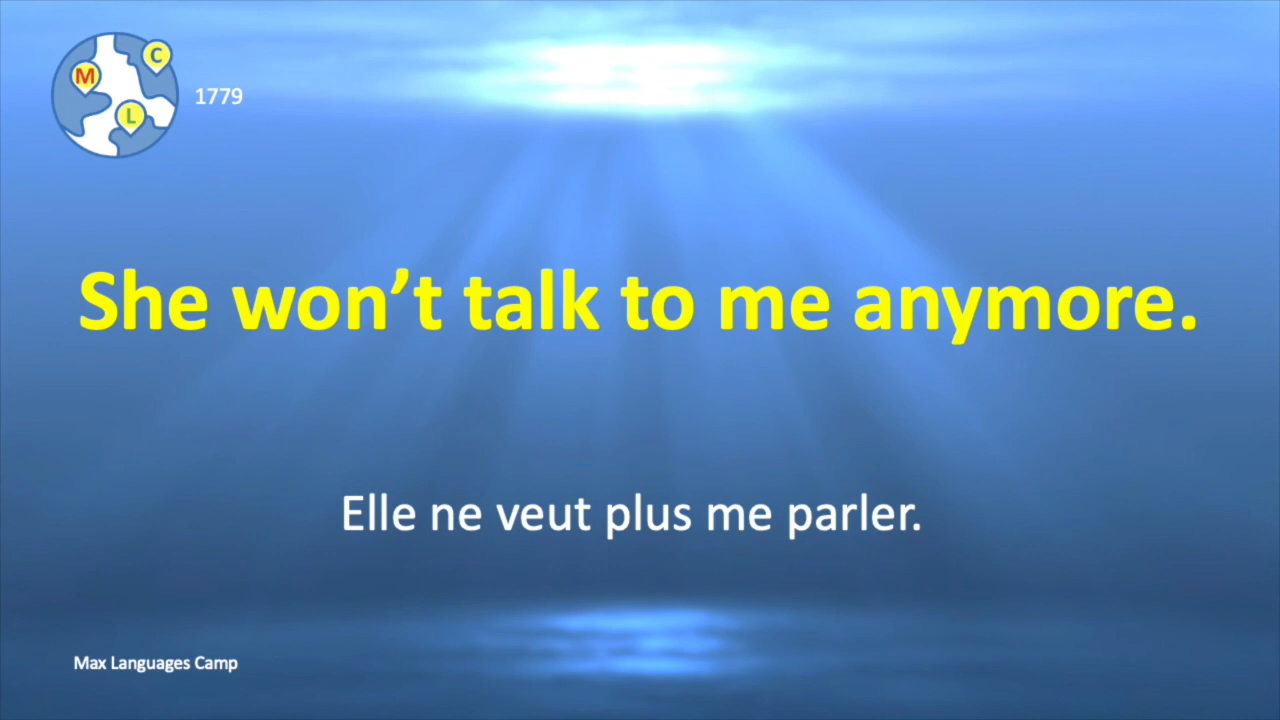 M
C
L
1779
She won’t talk to me anymore.
Elle ne veut plus me parler.
Max Languages Camp